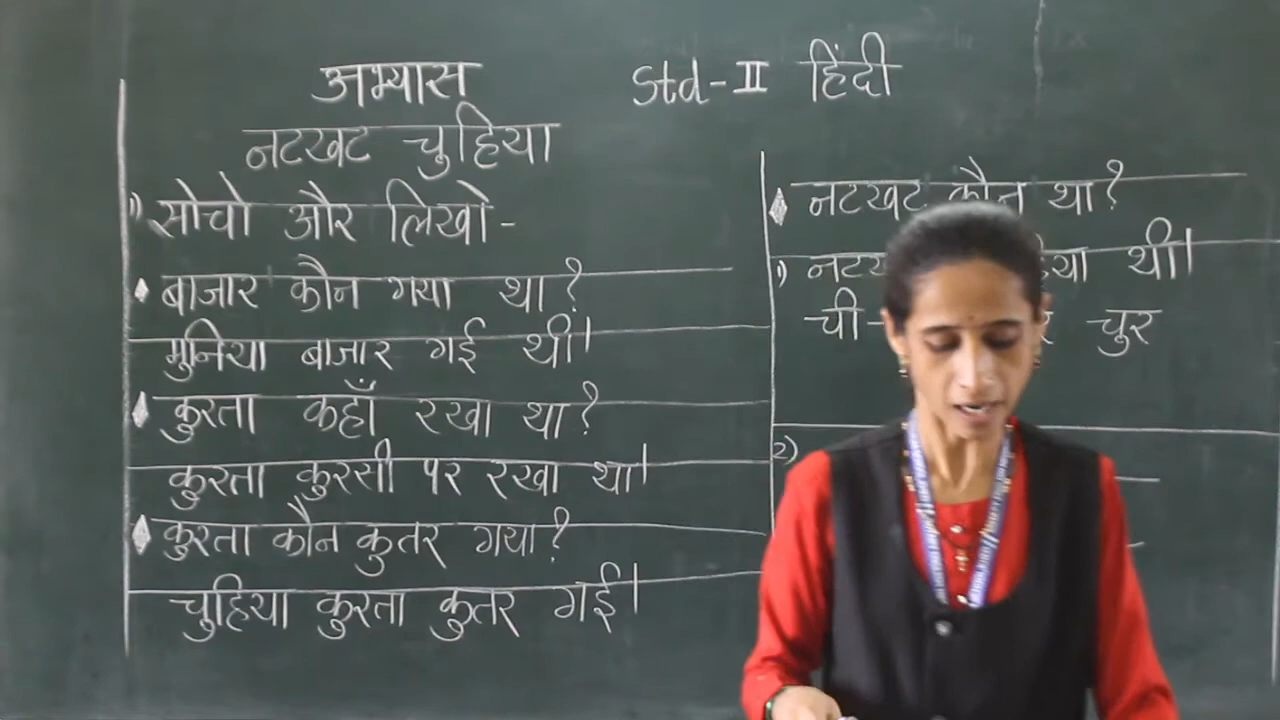 अभ्यास
Std-II हिंदी
नटखट चुहिया
1) सोचो और लिखो-
बाजार कौन गया था?
मुनिया बाजार गई थी।
कुरता कहाँ रखा था?
कुरता कुरसी पर रखा था।
कुरता कौन कुतर गया?
चुहिया कुरता कुतर गई।
नटखट कौन था?
1) थी।
ची- चुर
2)